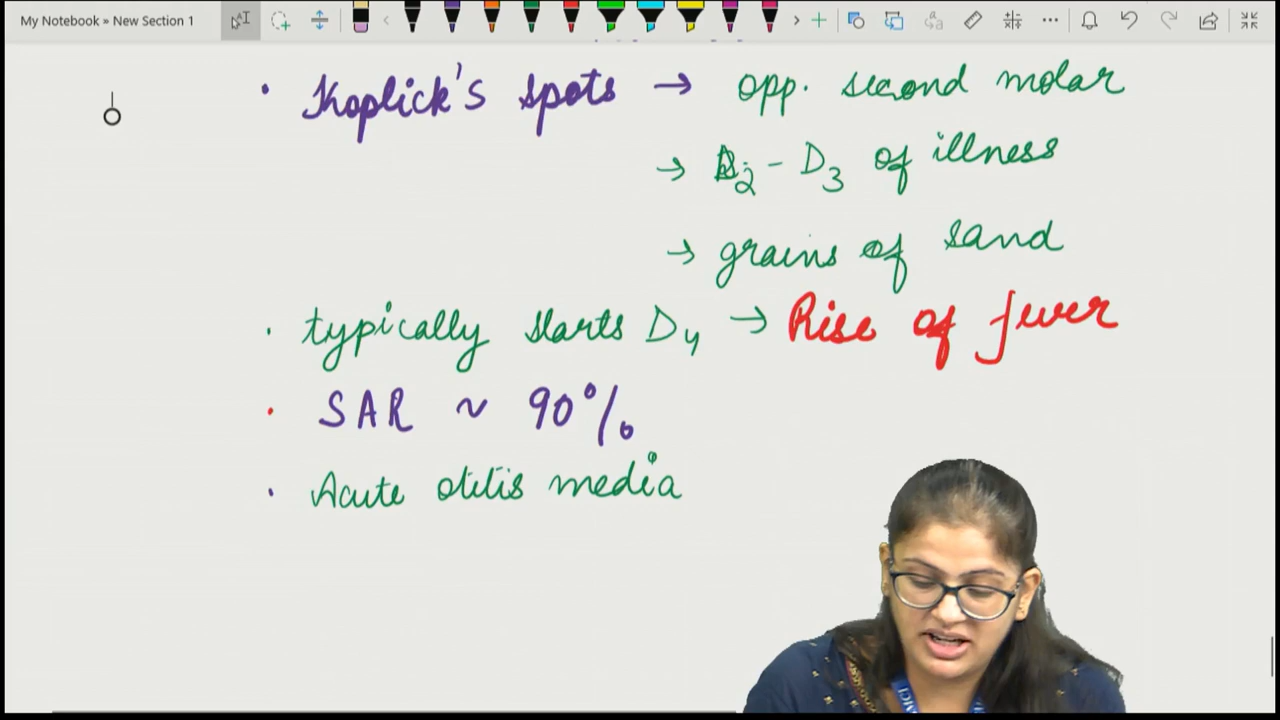 My Notebook » New Section 1
• Koplick's spots → opp. second molar
→ D2 - D3 of illness
→ grains of sand
• typically starts D4 → Rise of fever
• SAR ~ 90%
• Acute otitis media